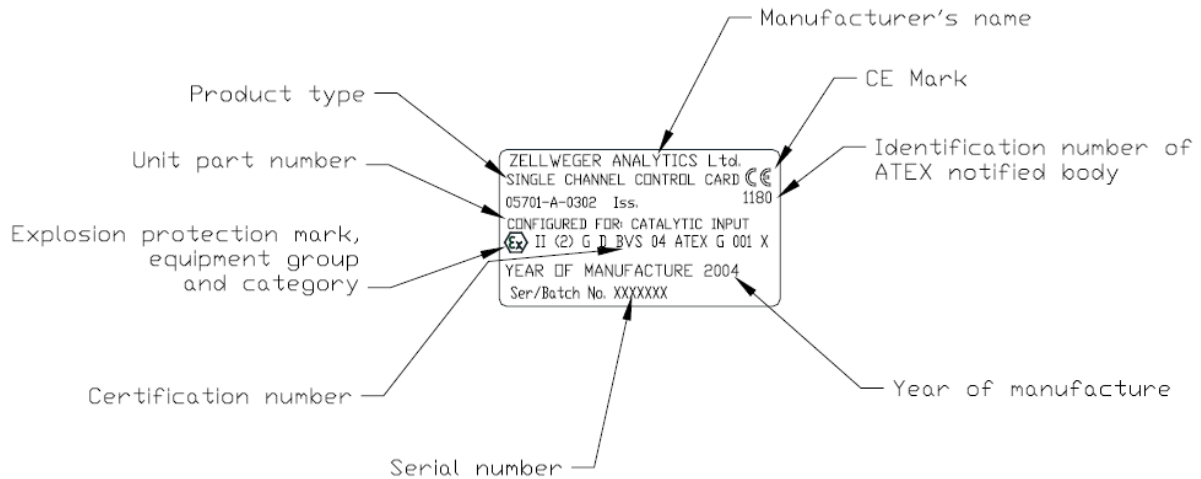 Manufacturer's name
Product type
CE Mark
Unit part number
Identification number of
ATEX notified body
ZELLWEGER ANALYTICS Ltd.
SINGLE CHANNEL CONTROL CARD CE
1180
05701-A-0302 Iss.
CONFIGURED FOR: CATALYTIC INPUT
Ex II (2) G D BVS 04 ATEX G 001 X
YEAR OF MANUFACTURE 2004
Ser/Batch No. XXXXXXX
Explosion protection mark,
equipment group
and category
Certification number
Year of manufacture
Serial number